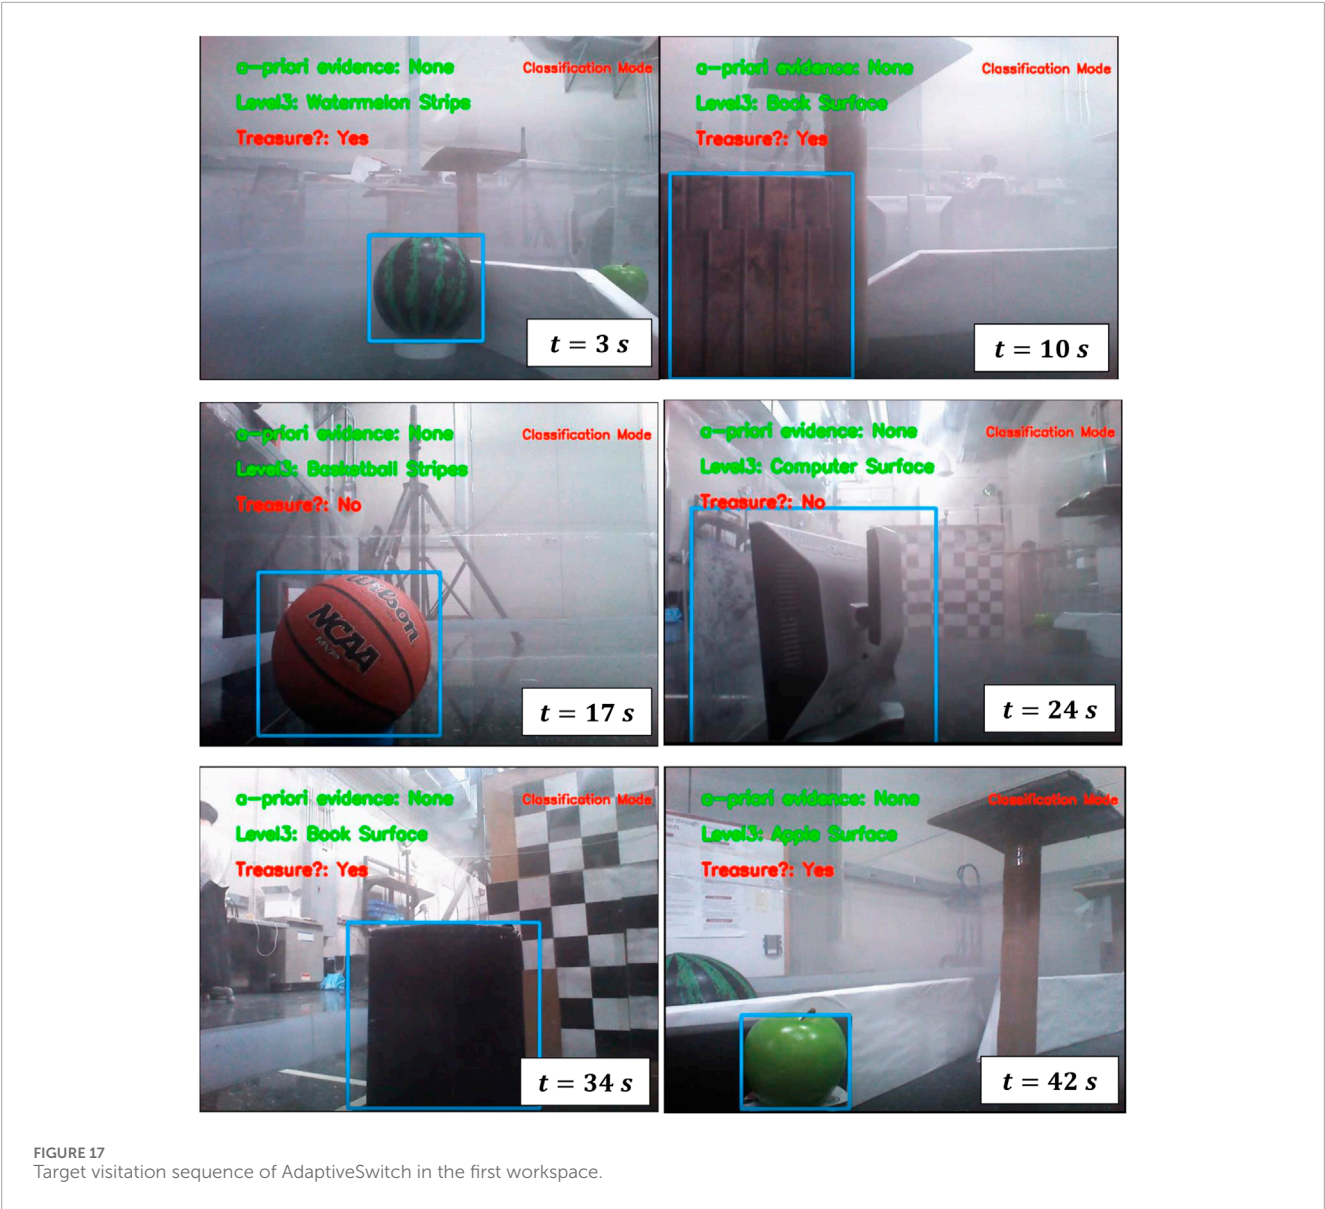 a-priori evidence: None
Classification Mode
Level3: Watermelon Strips
Treasure?: Yes
t = 3 s
a-priori evidence: None
Classification Mode
Level3: Book Surface
Treasure?: Yes
t = 10 s
a-priori evidence: None
Classification Mode
Level3: Basketball Stripes
Treasure?: No
Wilson
NCAA
MVP
t = 17 s
a-priori evidence: None
Classification Mode
Level3: Computer Surface
Treasure?: No
t = 24 s
a-priori evidence: None
Classification Mode
Level3: Book Surface
Treasure?: Yes
t = 34 s
a-priori evidence: None
Classification Mode
Level3: Apple Surface
Treasure?: Yes
t = 42 s
FIGURE 17
Target visitation sequence of AdaptiveSwitch in the first workspace.